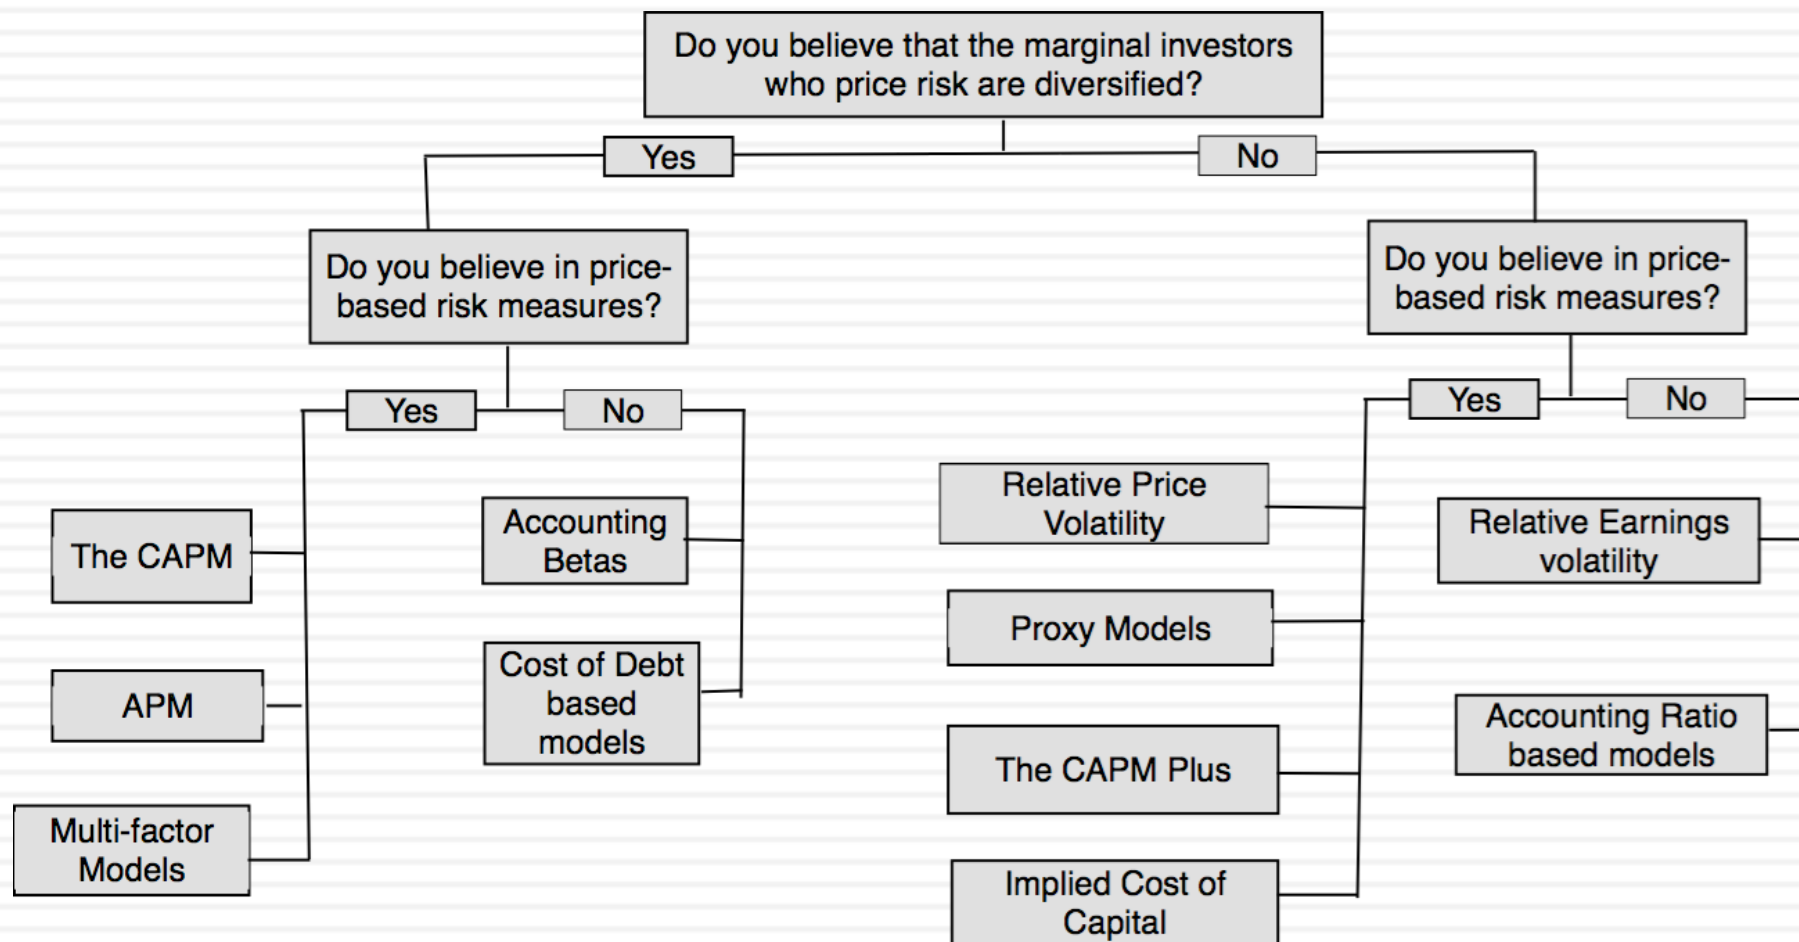 Do you believe that the marginal investors
who price risk are diversified?
Yes
No
Do you believe in price-
based risk measures?
Do you believe in price-
based risk measures?
Yes
No
Yes
No
The CAPM
APM
Multi-factor
Models
Accounting
Betas
Cost of Debt
based
models
Relative Price
Volatility
Proxy Models
The CAPM Plus
Implied Cost of
Capital
Relative Earnings
volatility
Accounting Ratio
based models